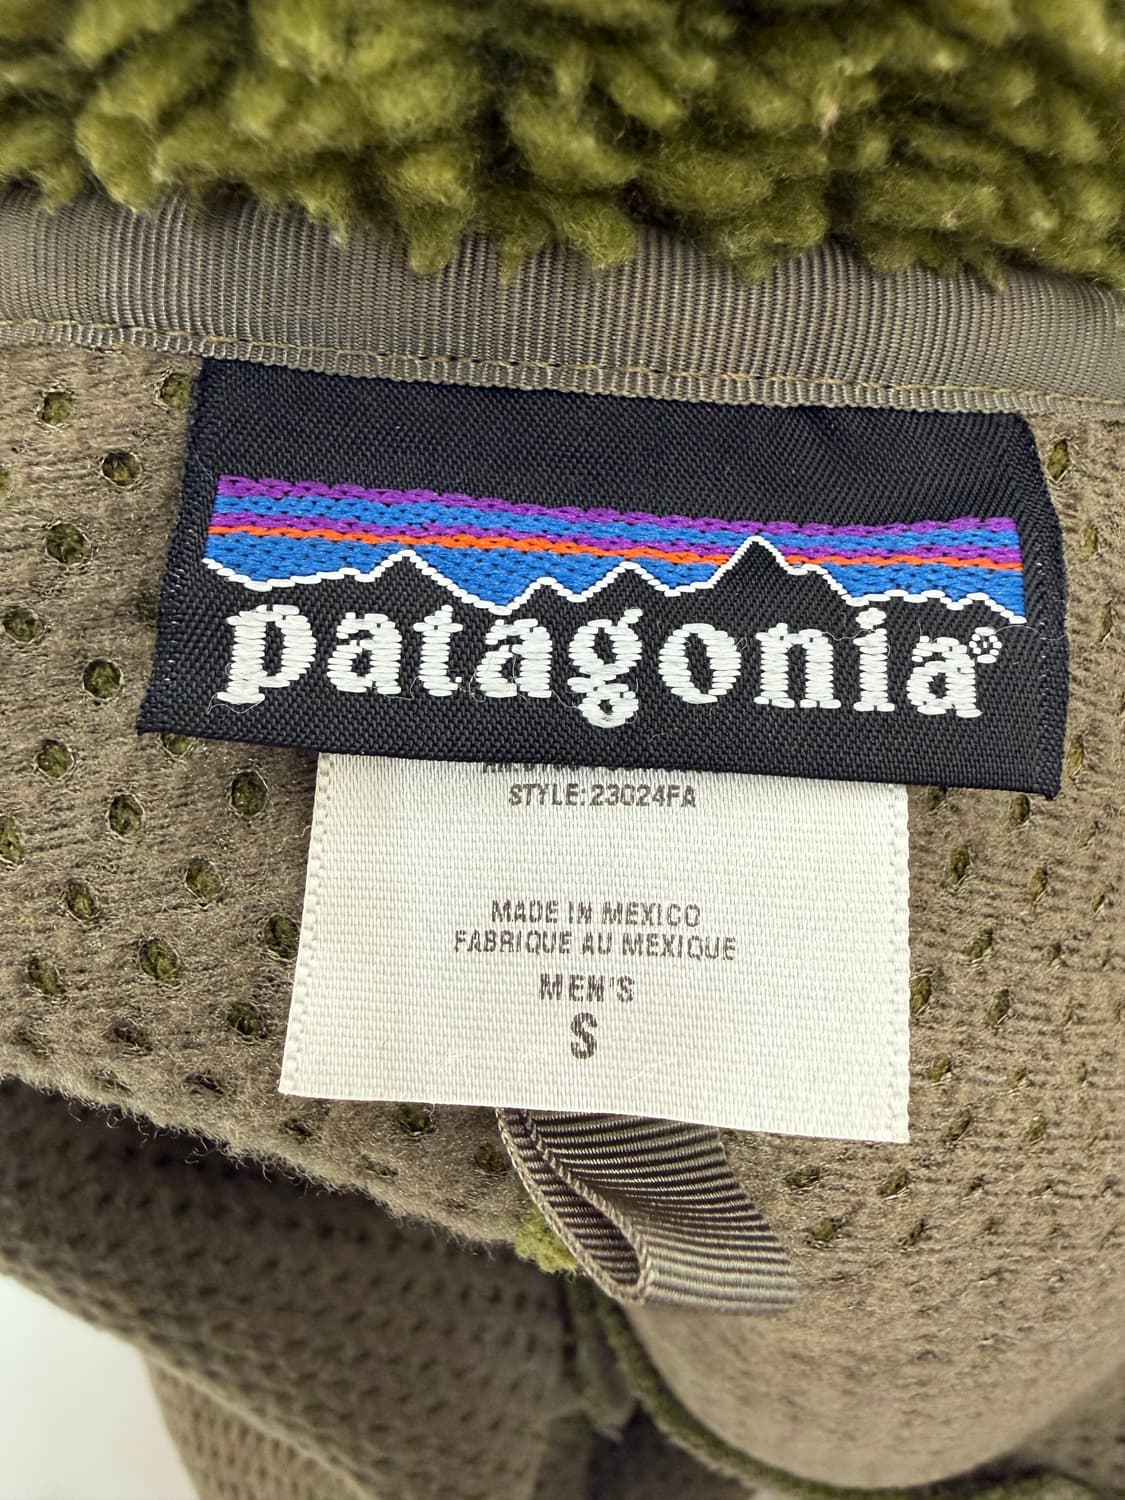 patagonia®
STYLE:23024FA
MADE IN MEXICO
FABRIQUE AU MEXIQUE
MEN'S
S